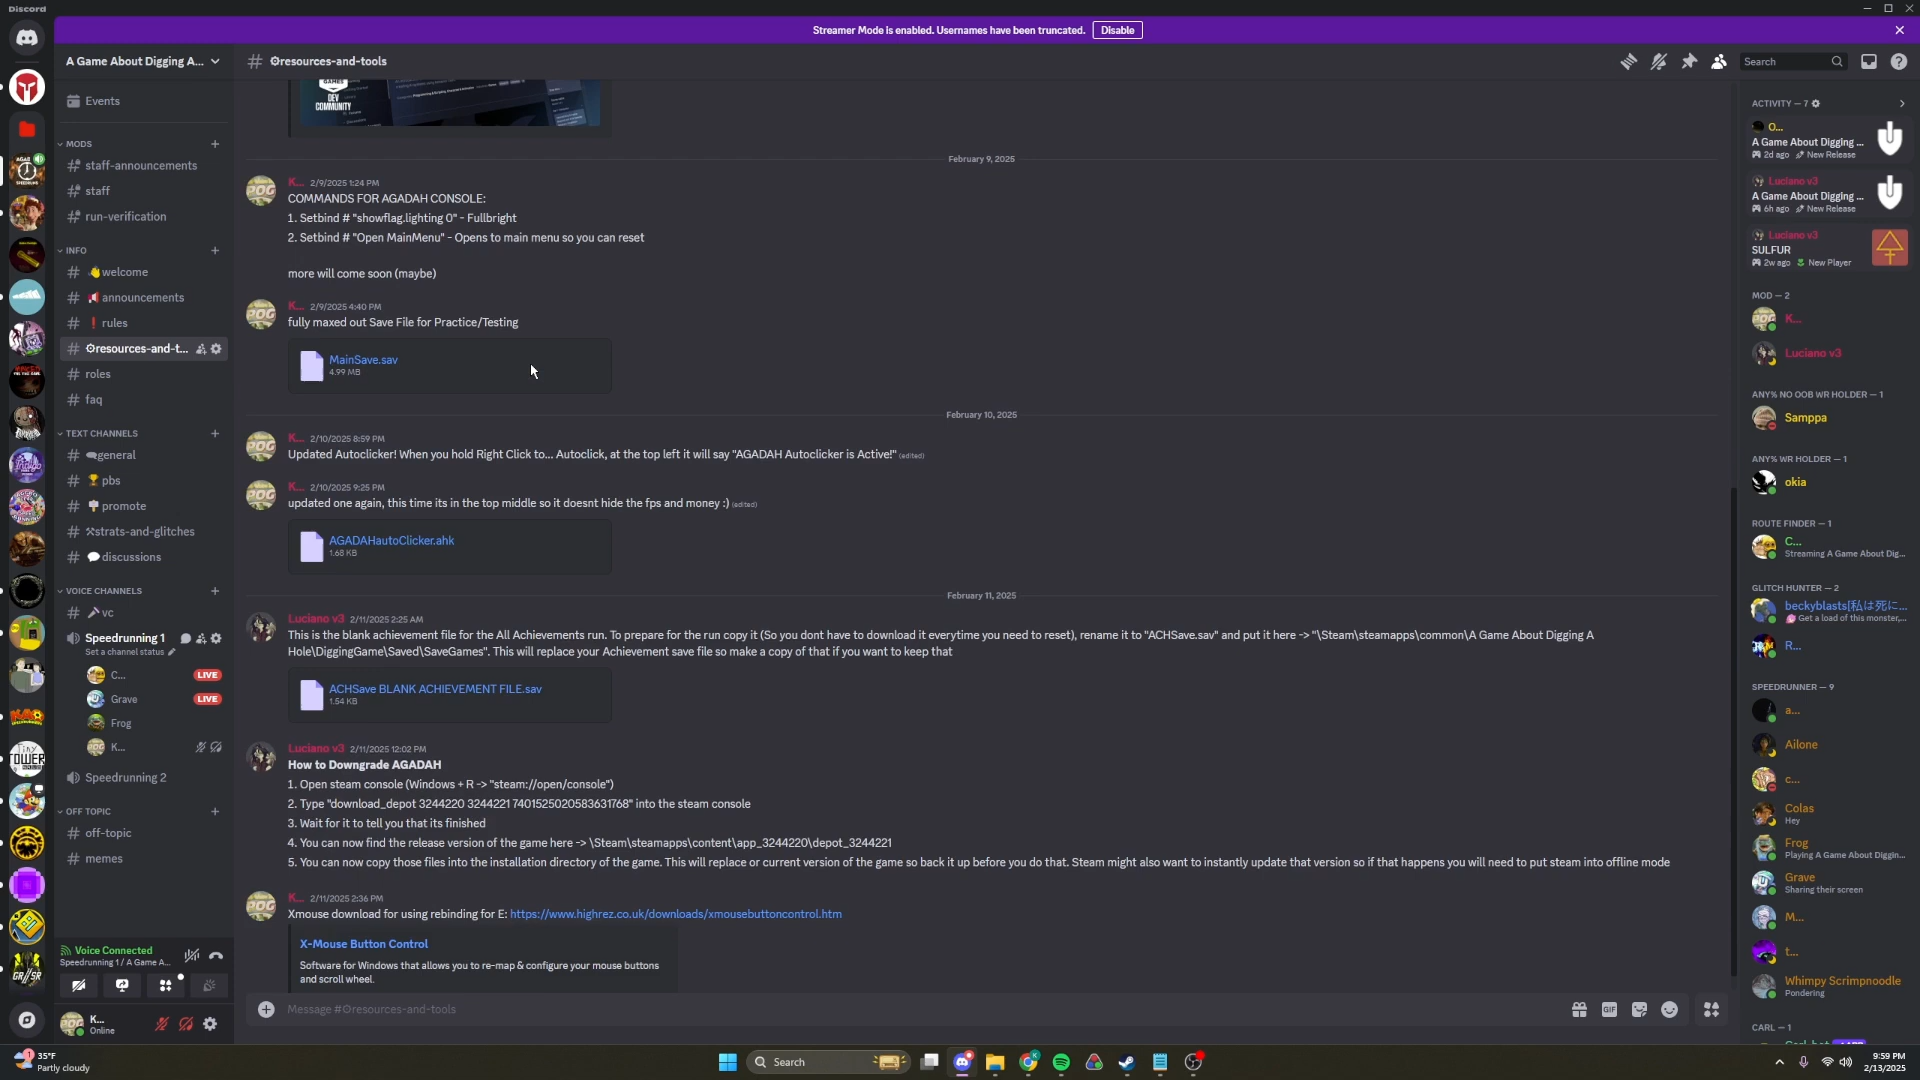 Discord
Streamer Mode is enabled. Usernames have been truncated.
Disable
A Game About Digging A...
Events
MODS
staff-announcements
staff
run-verification
INFO
👋welcome
📢 announcements
❗rules
⚙resources-and-t...
roles
faq
TEXT CHANNELS
🗨general
🏆 pbs
promote
⚒strats-and-glitches
💬discussions
VOICE CHANNELS
🎤 vc
Speedrunning 1
Set a channel status
C...
LIVE
Grave
LIVE
Frog
K...
Speedrunning 2
OFF TOPIC
off-topic
memes
Voice Connected
Speedrunning 1 / A Game A...
K...
Online
# ⚙resources-and-tools
Search
GAMES
DEV
COMMUNITY
February 9, 2025
K... 2/9/2025 1:24 PM
COMMANDS FOR AGADAH CONSOLE:
1. Setbind # "showflag.lighting 0" - Fullbright
2. Setbind # "Open MainMenu" - Opens to main menu so you can reset
more will come soon (maybe)
K... 2/9/2025 4:40 PM
fully maxed out Save File for Practice/Testing
MainSave.sav
4.99 MB
February 10, 2025
K... 2/10/2025 8:59 PM
Updated Autoclicker! When you hold Right Click to... Autoclick, at the top left it will say "AGADAH Autoclicker is Active!" (edited)
K... 2/10/2025 9:25 PM
updated one again, this time its in the top middle so it doesnt hide the fps and money :) (edited)
AGADAHautoClicker.ahk
1.68 KB
February 11, 2025
Luciano v3 2/11/2025 2:25 AM
This is the blank achievement file for the All Achievements run. To prepare for the run copy it (So you dont have to download it everytime you need to reset), rename it to "ACHSave.sav" and put it here -> "\Steam\steamapps\common\A Game About Digging A
Hole\DiggingGame\Saved\SaveGames". This will replace your Achievement save file so make a copy of that if you want to keep that
ACHSave BLANK ACHIEVEMENT FILE.sav
1.54 KB
Luciano v3 2/11/2025 12:02 PM
How to Downgrade AGADAH
1. Open steam console (Windows + R -> "steam://open/console")
2. Type "download_depot 3244220 3244221 7401525020583631768" into the steam console
3. Wait for it to tell you that its finished
4. You can now find the release version of the game here -> \Steam\steamapps\content\app_3244220\depot_3244221
5. You can now copy those files into the installation directory of the game. This will replace or current version of the game so back it up before you do that. Steam might also want to instantly update that version so if that happens you will need to put steam into offline mode
K... 2/11/2025 2:36 PM
Xmouse download for using rebinding for E: https://www.highrez.co.uk/downloads/xmousebuttoncontrol.htm
X-Mouse Button Control
Software for Windows that allows you to re-map & configure your mouse buttons
and scroll wheel.
Message #⚙resources-and-tools
GIF
ACTIVITY — 7
O...
A Game About Digging ...
2d ago New Release
Luciano v3
A Game About Digging ...
6h ago New Release
Luciano v3
SULFUR
2w ago New Player
MOD — 2
K...
Luciano v3
ANY% NO OOB WR HOLDER — 1
Samppa
ANY% WR HOLDER — 1
okia
ROUTE FINDER — 1
C...
Streaming A Game About Dig...
GLITCH HUNTER — 2
beckyblasts[私は死に...
Get a load of this monster,...
R...
SPEEDRUNNER — 9
a...
Ailone
c...
Colas
Hey
Frog
Playing A Game About Diggin...
Grave
Sharing their screen
M...
t...
Whimpy Scrimpnoodle
Pondering
CARL — 1
35°F
Partly cloudy
Search
9:59 PM
2/13/2025